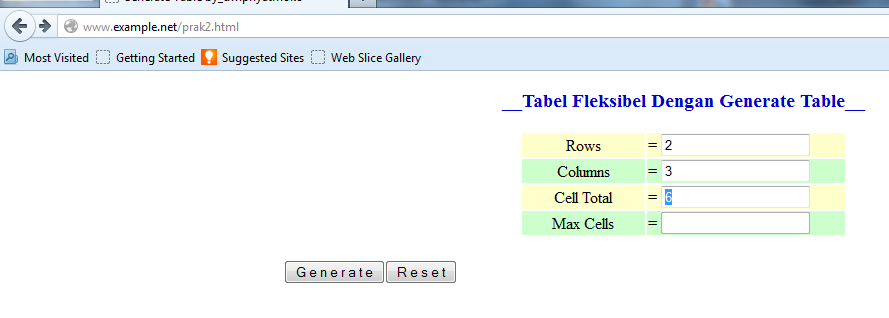 www.example.net/prak2.html
Most Visited Getting Started Suggested Sites Web Slice Gallery
__Tabel Fleksibel Dengan Generate Table__
Rows = 2
Columns = 3
Cell Total = 6
Max Cells =
Generate Reset